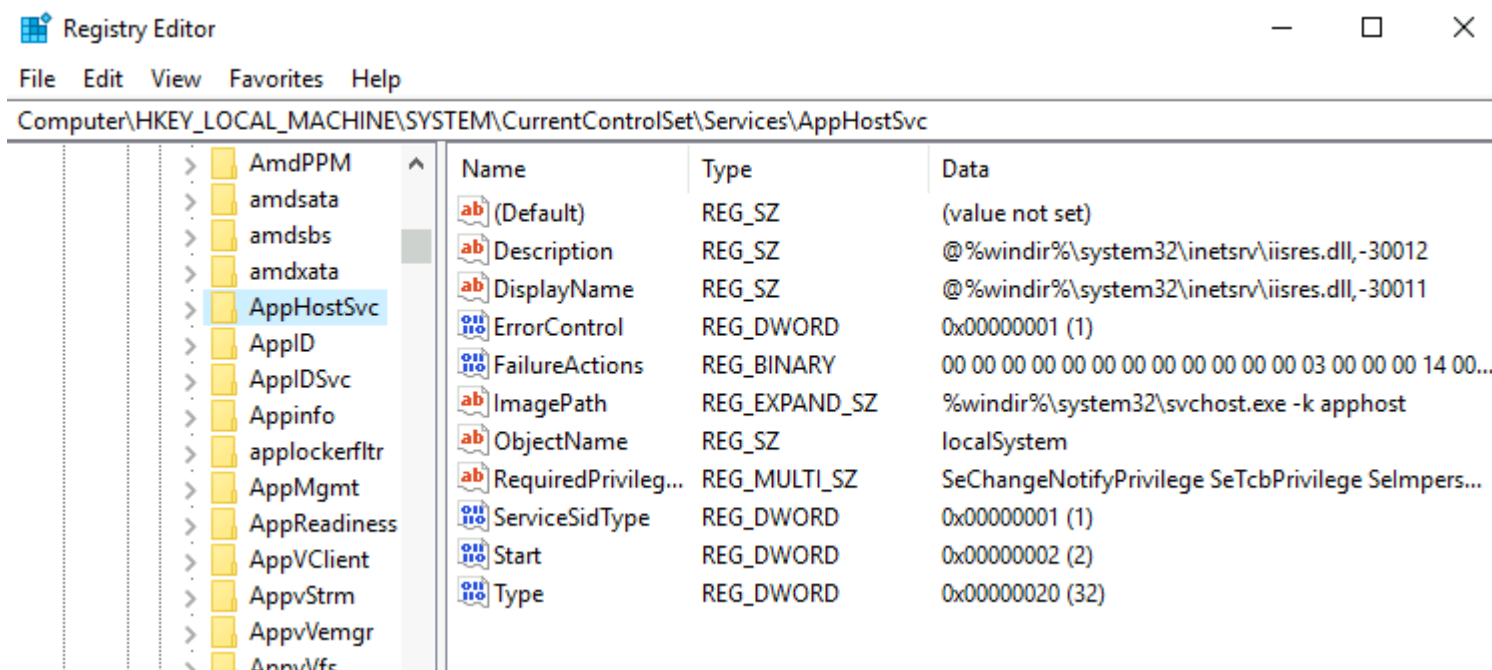 Registry Editor
File Edit View Favorites Help
Computer\HKEY_LOCAL_MACHINE\SYSTEM\CurrentControlSet\Services\AppHostSvc
AmdPPM
amdsata
amdsbs
amdxata
AppHostSvc
AppID
AppIDSvc
Appinfo
applockerfltr
AppMgmt
AppReadiness
AppVClient
AppvStrm
AppvVemgr
AppvVfs
Name Type Data
(Default) REG_SZ (value not set)
Description REG_SZ @%windir%\system32\inetsrv\iisres.dll,-30012
DisplayName REG_SZ @%windir%\system32\inetsrv\iisres.dll,-30011
ErrorControl REG_DWORD 0x00000001 (1)
FailureActions REG_BINARY 00 00 00 00 00 00 00 00 00 00 00 00 03 00 00 00 14 00...
ImagePath REG_EXPAND_SZ %windir%\system32\svchost.exe -k apphost
ObjectName REG_SZ localSystem
RequiredPrivileg... REG_MULTI_SZ SeChangeNotifyPrivilege SeTcbPrivilege SeImpers...
ServiceSidType REG_DWORD 0x00000001 (1)
Start REG_DWORD 0x00000002 (2)
Type REG_DWORD 0x00000020 (32)